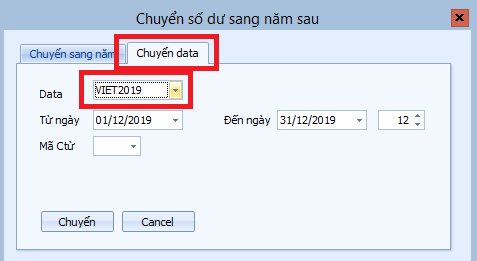 Chuyển số dư sang năm sau
Chuyển sang năm Chuyển data
Data VIET2019
Từ ngày 01/12/2019 Đến ngày 31/12/2019 12
Mã Ctừ
Chuyển Cancel